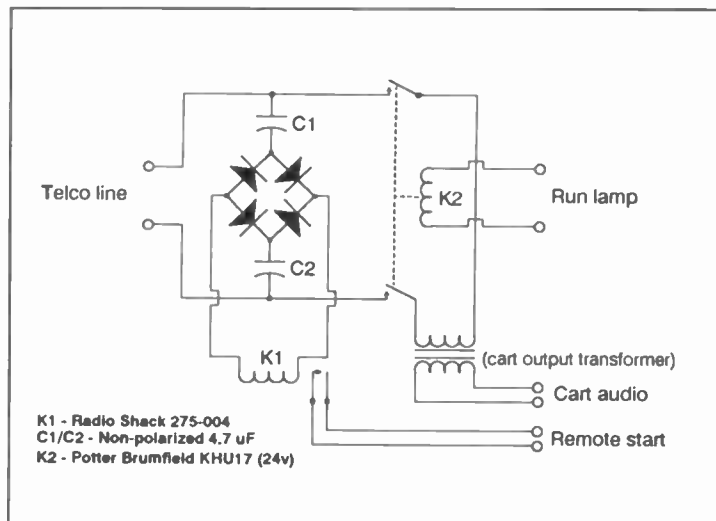 C1
Telco line
K2
Run lamp
C2
K1
(cart output transformer)
Cart audio
Remote start
K1 - Radio Shack 275-004
C1/C2 - Non-polarized 4.7 uF
K2 - Potter Brumfield KHU17 (24v)